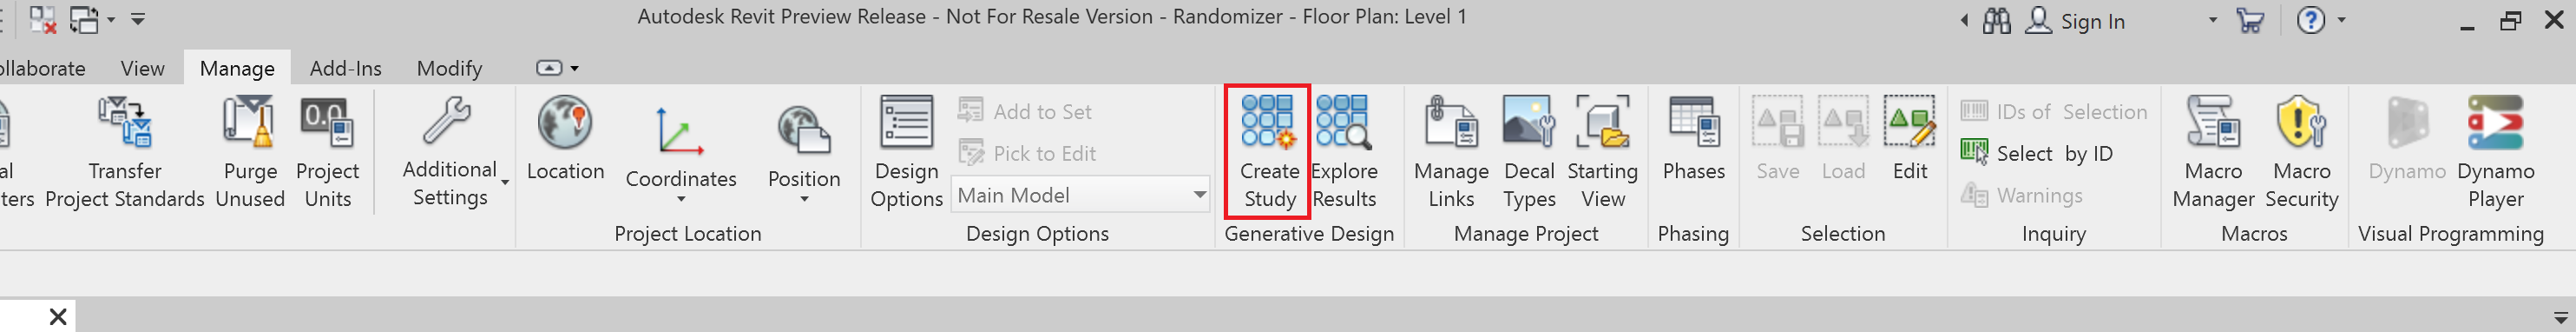 Autodesk Revit Preview Release - Not For Resale Version - Randomizer - Floor Plan: Level 1
Sign In
ollaborate View Manage Add-Ins Modify
al
ters
Transfer
Project Standards
Purge
Unused
0.0
Project
Units
Additional
Settings
Location
Coordinates
Position
Project Location
Design
Options
Add to Set
Pick to Edit
Main Model
Design Options
Create
Study
Explore
Results
Generative Design
Manage
Links
Decal
Types
Starting
View
Manage Project
Phases
Phasing
Save
Load
Edit
Selection
IDs of Selection
Select by ID
Warnings
Inquiry
Macro
Manager
Macro
Security
Macros
Dynamo
Dynamo
Player
Visual Programming